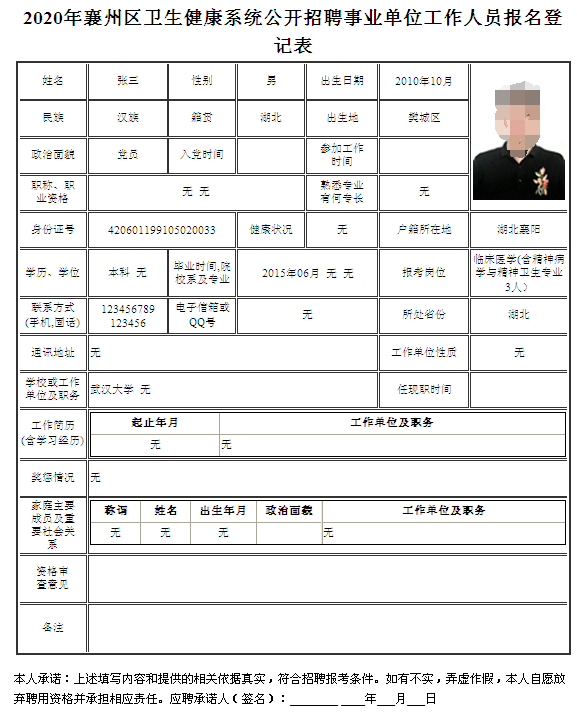 2020年襄州区卫生健康系统公开招聘事业单位工作人员报名登
记表
姓名 张三 性别 男 出生日期 2010年10月
民族 汉族 籍贯 湖北 出生地 樊城区
政治面貌 党员 入党时间 参加工作
时间
职称、职
业资格 无 无 熟悉专业
有何专长 无
身份证号 420601199105020033 健康状况 无 户籍所在地 湖北襄阳
学历、学位 本科 无 毕业时间,院
校系及专业 2015年06月 无 无 报考岗位 临床医学(含精神病
学与精神卫生专业
3人)
联系方式
(手机,固话) 123456789
123456 电子信箱或
QQ号 无 所处省份 湖北
通讯地址 无 工作单位性质 无
学校或工作
单位及职务 武汉大学 无 任现职时间
工作简历
(含学习经历) 起止年月 工作单位及职务
无 无
奖惩情况 无
家庭主要
成员及重
要社会关
系 称谓 姓名 出生年月 政治面貌 工作单位及职务
无 无 无 无
资格审
查意见
备注
本人承诺：上述填写内容和提供的相关依据真实，符合招聘报考条件。如有不实，弄虚作假，本人自愿放
弃聘用资格并承担相应责任。应聘承诺人（签名）：________ ____年___月___日